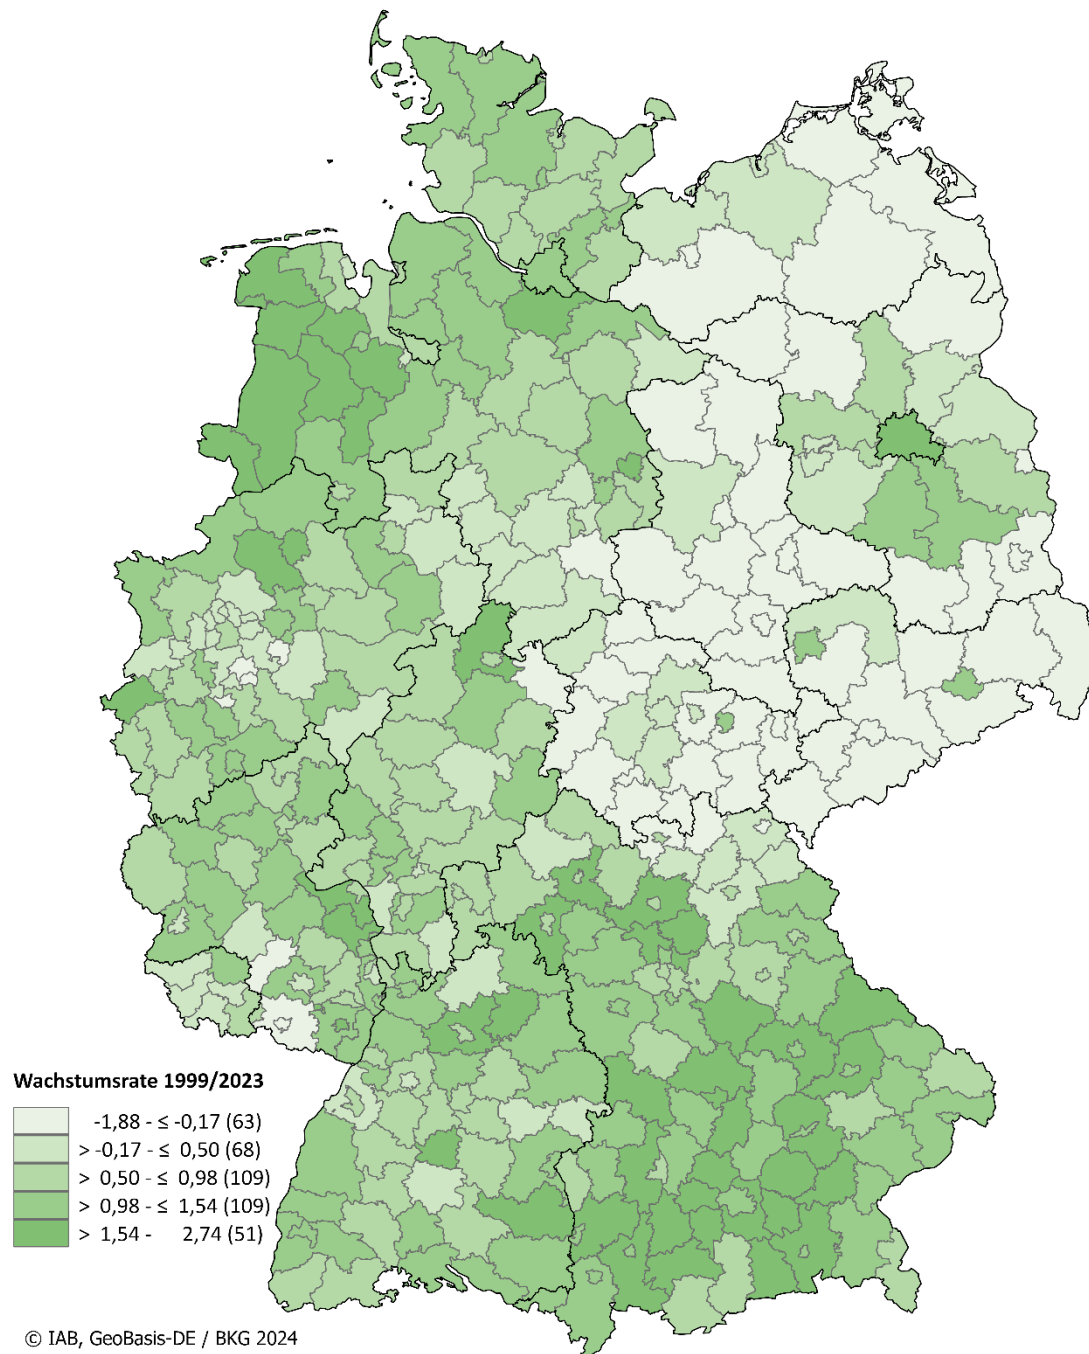 Wachstumsrate 1999/2023
-1,88 - ≤ -0,17 (63)
> -0,17 - ≤ 0,50 (68)
> 0,50 - ≤ 0,98 (109)
> 0,98 - ≤ 1,54 (109)
> 1,54 - 2,74 (51)
© IAB, GeoBasis-DE / BKG 2024